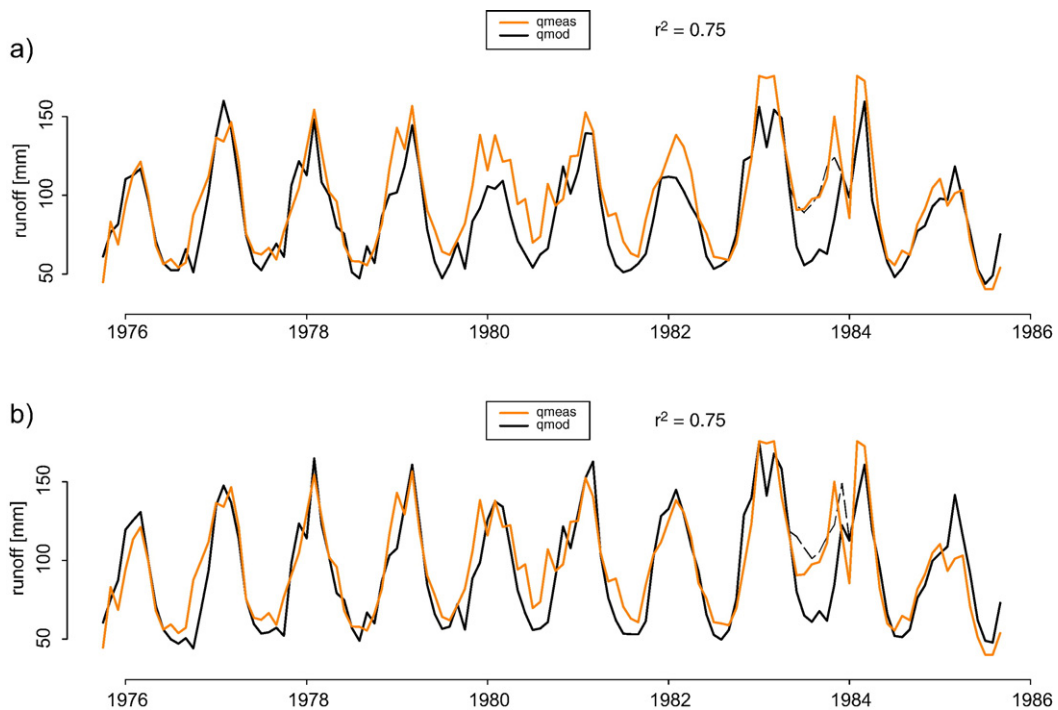 a)
qmeas
qmod
r² = 0.75
runoff [mm]
150
100
50
1976
1978
1980
1982
1984
1986
b)
qmeas
qmod
r² = 0.75
runoff [mm]
150
100
50
1976
1978
1980
1982
1984
1986